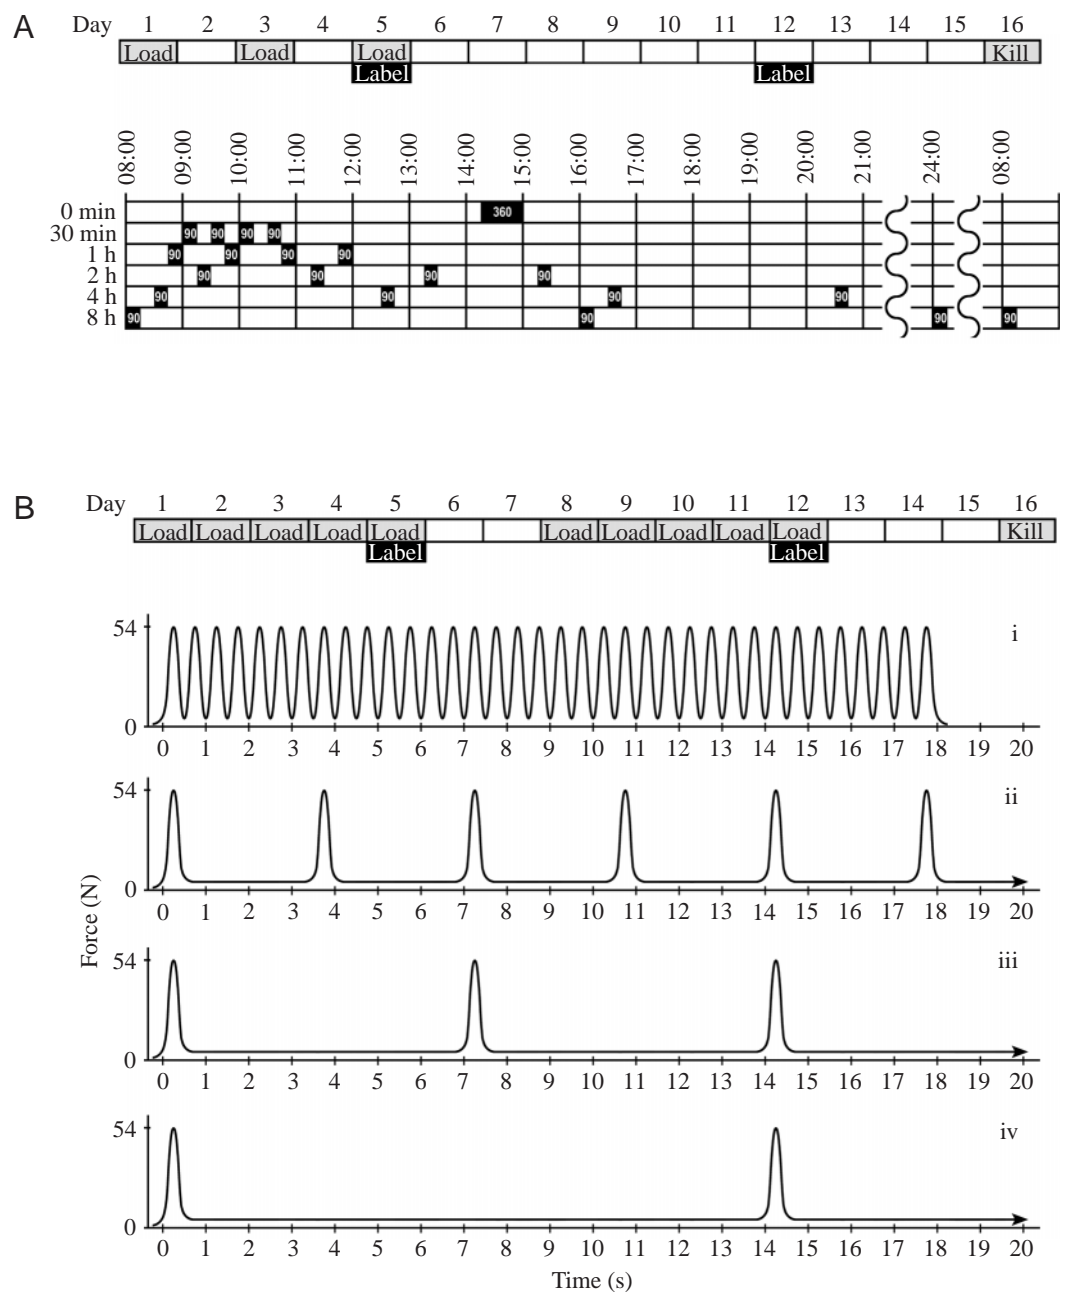 A Day 1 2 3 4 5 6 7 8 9 10 11 12 13 14 15 16
Load Load Load Kill
Label Label
08:00 09:00 10:00 11:00 12:00 13:00 14:00 15:00 16:00 17:00 18:00 19:00 20:00 21:00 24:00 08:00
0 min 360
30 min 90 90 90 90
1 h 90 90 90 90
2 h 90 90 90 90
4 h 90 90 90 90
8 h 90 90 90 90
B Day 1 2 3 4 5 6 7 8 9 10 11 12 13 14 15 16
Load Load Load Load Load Load Load Load Load Load Kill
Label Label
54 i
0
0 1 2 3 4 5 6 7 8 9 10 11 12 13 14 15 16 17 18 19 20
54 ii
0
0 1 2 3 4 5 6 7 8 9 10 11 12 13 14 15 16 17 18 19 20
Force (N)
54 iii
0
0 1 2 3 4 5 6 7 8 9 10 11 12 13 14 15 16 17 18 19 20
54 iv
0
0 1 2 3 4 5 6 7 8 9 10 11 12 13 14 15 16 17 18 19 20
Time (s)